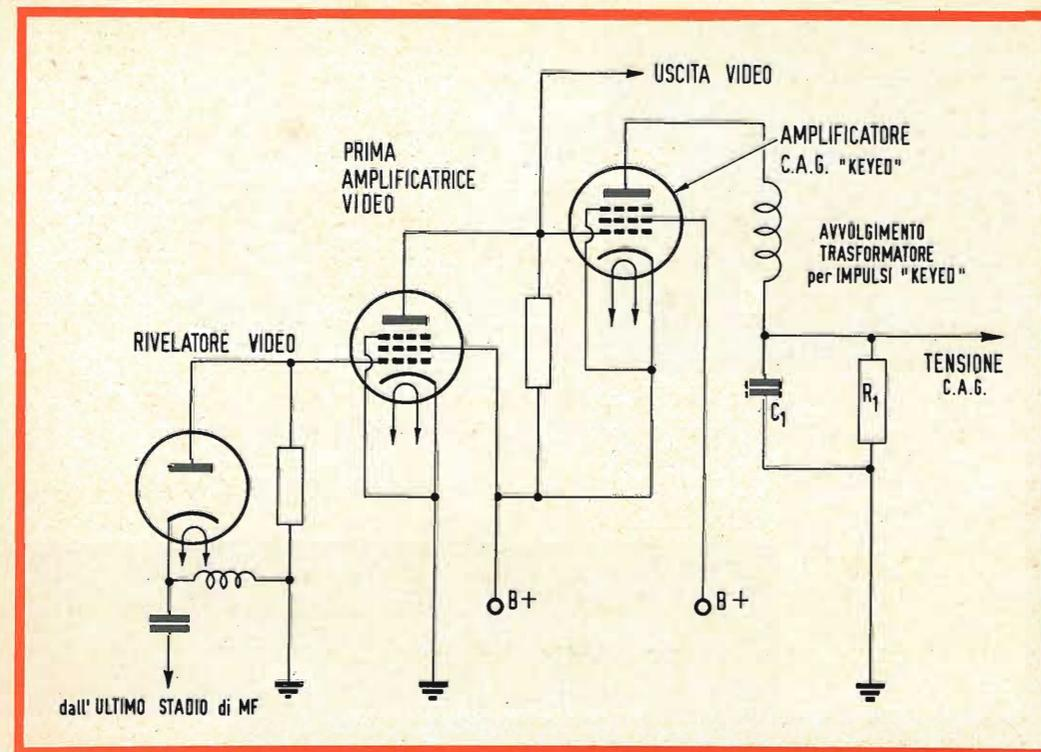 USCITA VIDEO
PRIMA
AMPLIFICATRICE
VIDEO
AMPLIFICATORE
C.A.G. "KEYED"
AVVOLGIMENTO
TRASFORMATORE
per IMPULSI "KEYED"
RIVELATORE VIDEO
TENSIONE
C.A.G.
C1
R1
B+
B+
dall'ULTIMO STADIO di MF